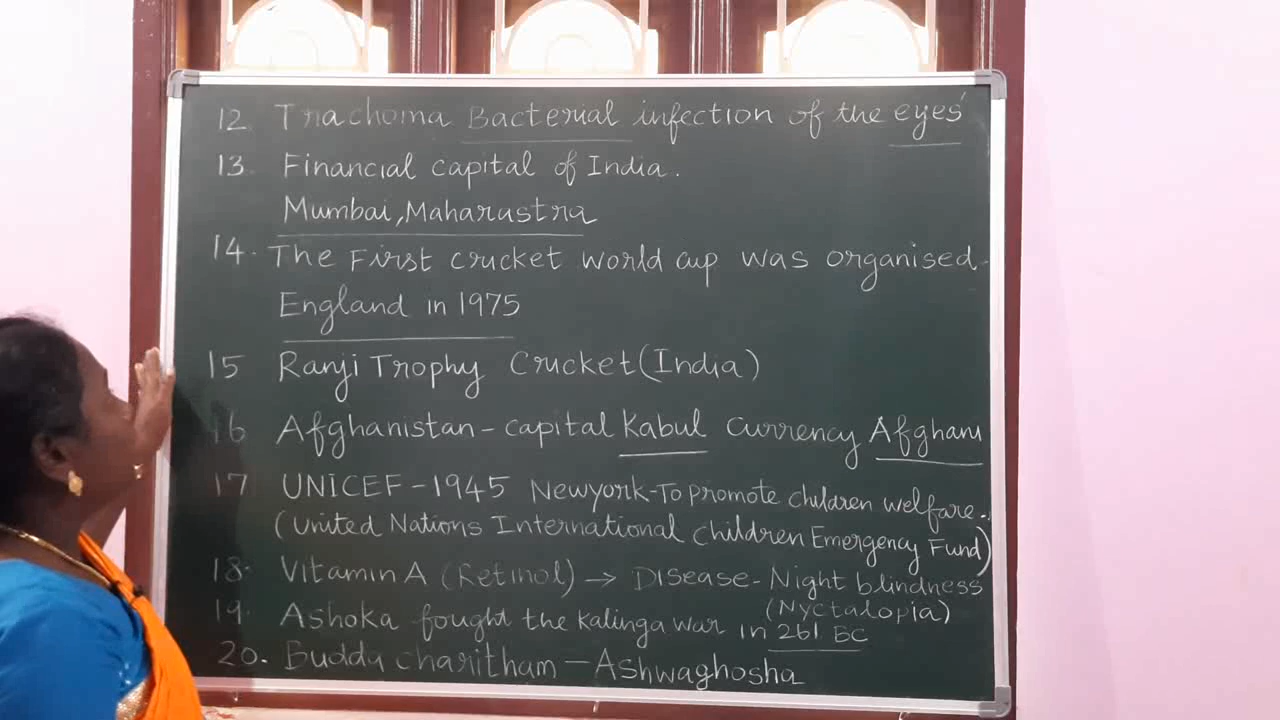 12 Trachoma Bacterial infection of the eyes'
13. Financial capital of India.
Mumbai, Maharastra
14. The First cricket world cup was organised.
England in 1975
15 Ranji Trophy Cricket (India)
16 Afghanistan - capital Kabul Currency Afghani
17 UNICEF - 1945 Newyork - To promote children welfare.
(United Nations International Children Emergency Fund)
18. Vitamin A (Retinol) → Disease - Night blindness
(Nyctalopia)
19. Ashoka fought the Kalinga war in 261 BC
20. Budda charitham - Ashwaghosha